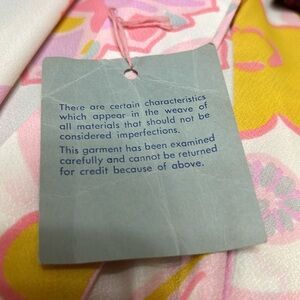 There are certain characteristics
which appear in the weave of
all materials that should not be
considered imperfections.
This garment has been examined
carefully and cannot be returned
for credit because of above.